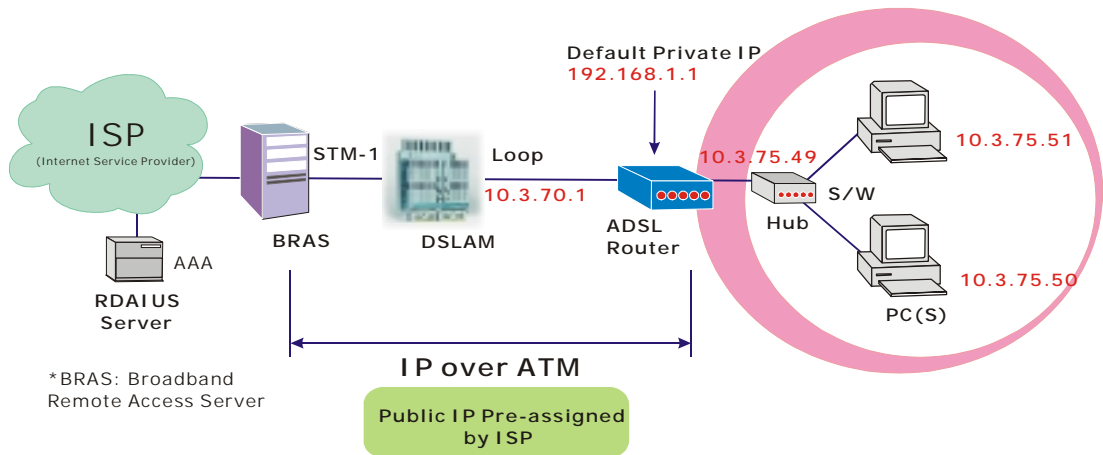 Default Private IP
192.168.1.1
ISP
(Internet Service Provider)
STM-1
Loop
10.3.70.1
10.3.75.49
10.3.75.51
S/W
Hub
BRAS
DSLAM
ADSL
Router
AAA
RDAIUS
Server
10.3.75.50
PC(S)
IP over ATM
*BRAS: Broadband
Remote Access Server
Public IP Pre-assigned
by ISP